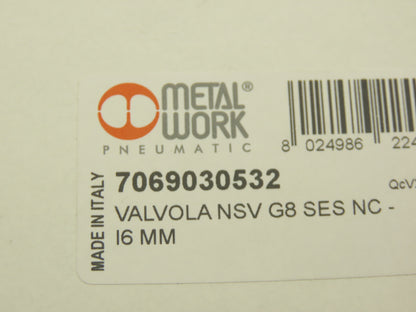 METAL®
WORK
PNEUMATIC
8 024986 224
MADE IN ITALY
7069030532
VALVOLA NSV G8 SES NC -
I6 MM